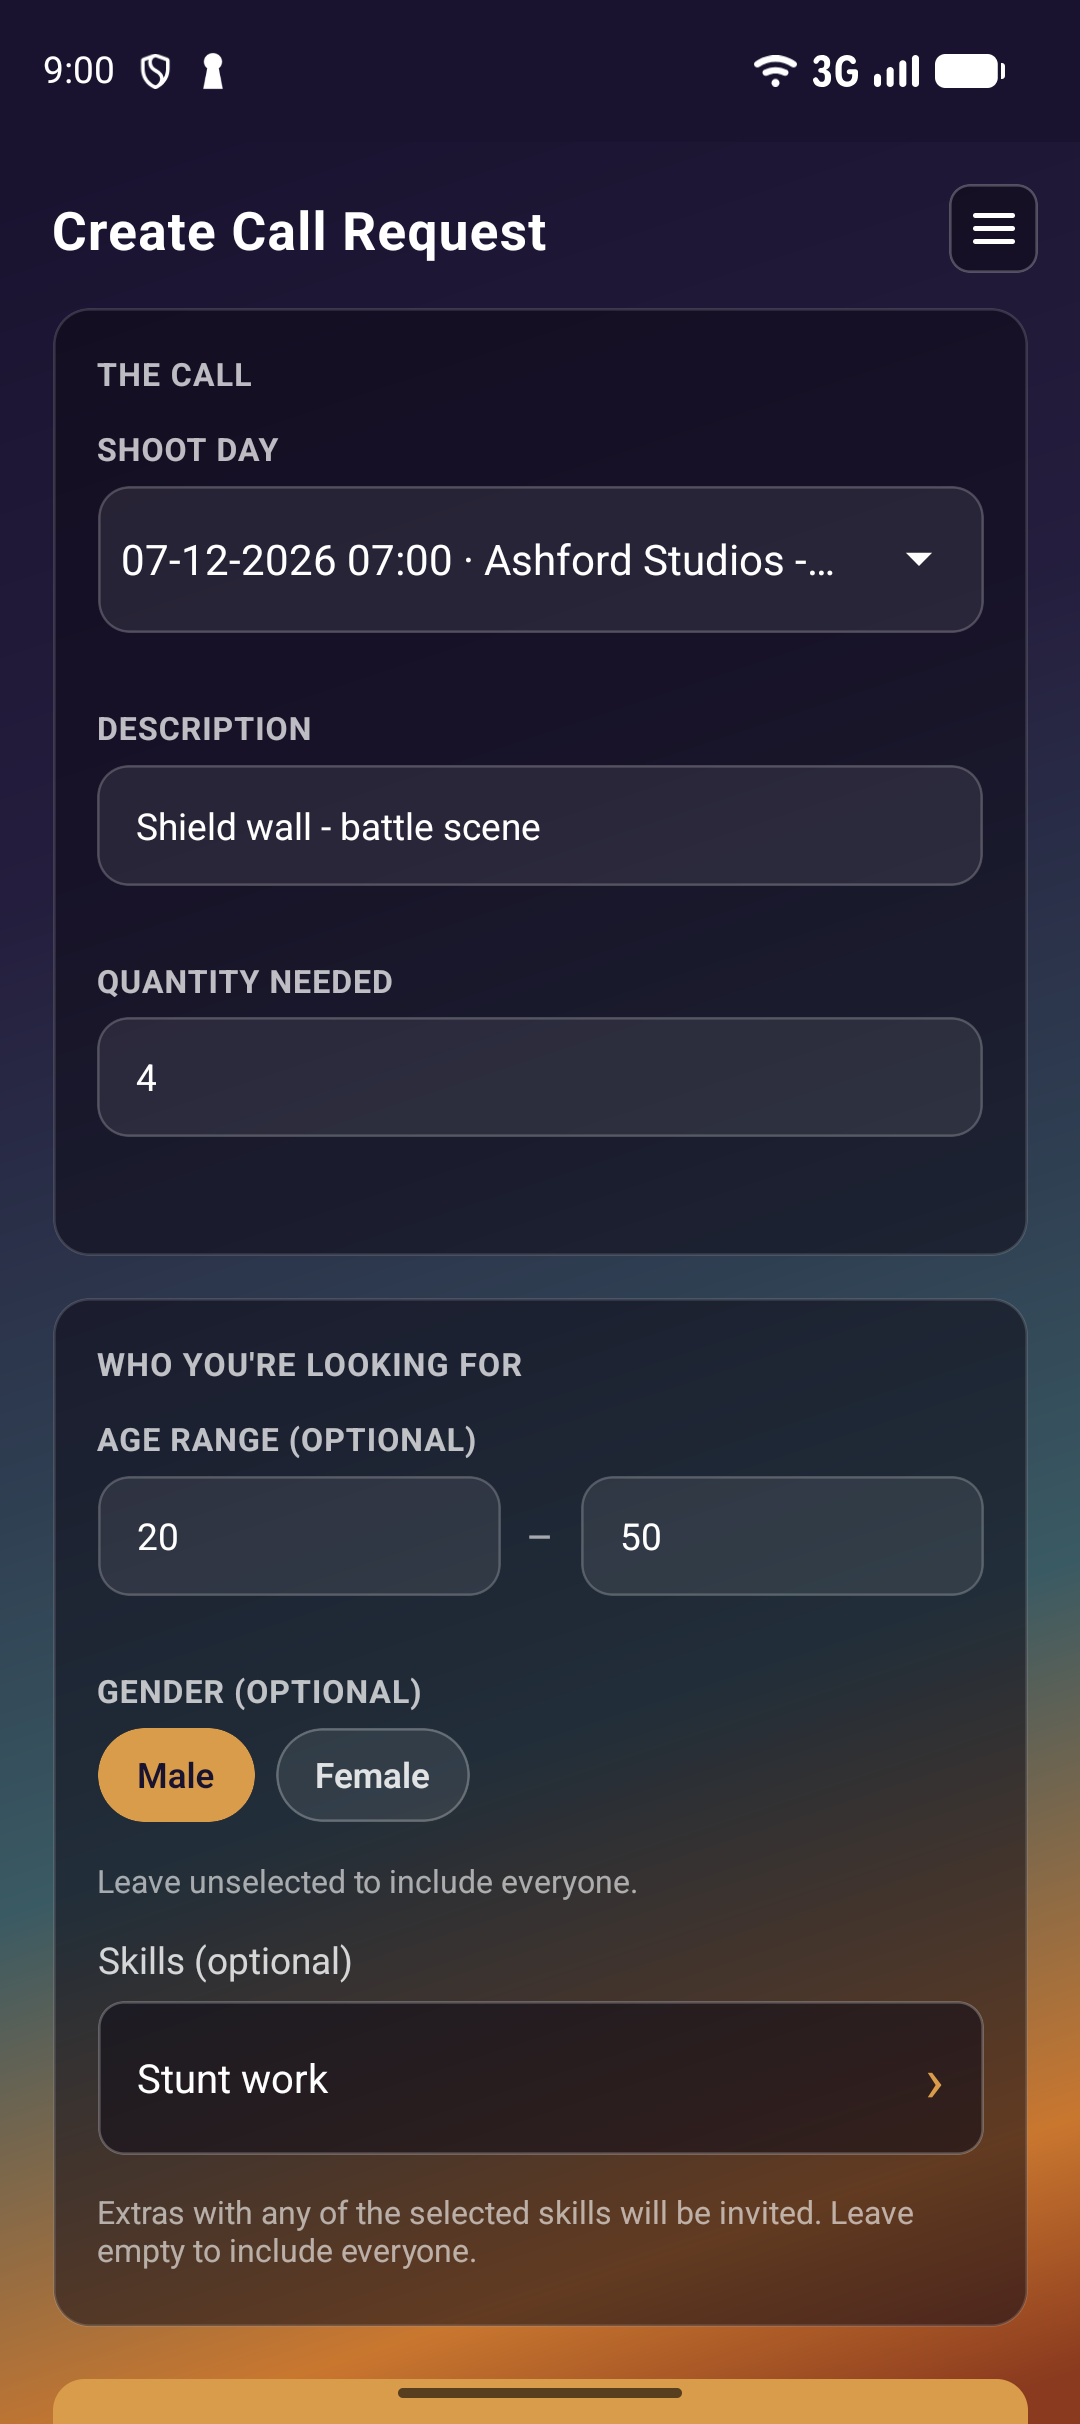 9:00
3G
Create Call Request
THE CALL
SHOOT DAY
07-12-2026 07:00 · Ashford Studios -...
DESCRIPTION
Shield wall - battle scene
QUANTITY NEEDED
4
WHO YOU'RE LOOKING FOR
AGE RANGE (OPTIONAL)
20 – 50
GENDER (OPTIONAL)
Male Female
Leave unselected to include everyone.
Skills (optional)
Stunt work
Extras with any of the selected skills will be invited. Leave
empty to include everyone.